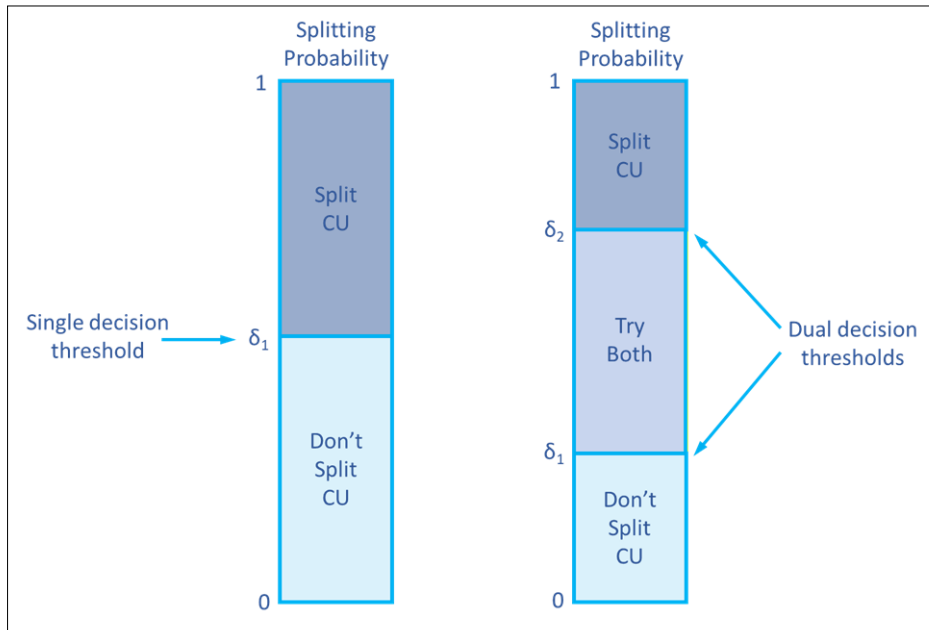 Splitting
Probability
1
Split
CU
Single decision
threshold
δ₁
Don't
Split
CU
0
Splitting
Probability
1
Split
CU
δ₂
Try
Both
Dual decision
thresholds
δ₁
Don't
Split
CU
0